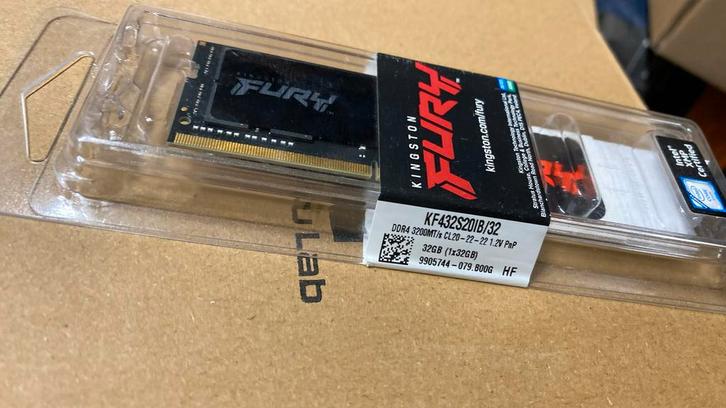 FURY
KINGSTON
FURY
kingston.com/fury
KF432S20IB/32
DDR4 3200MT/s CL20-22-22 1.2V PnP
32GB (1x32GB)
9905744-079.B00G HF
Intel
XMP
Lab